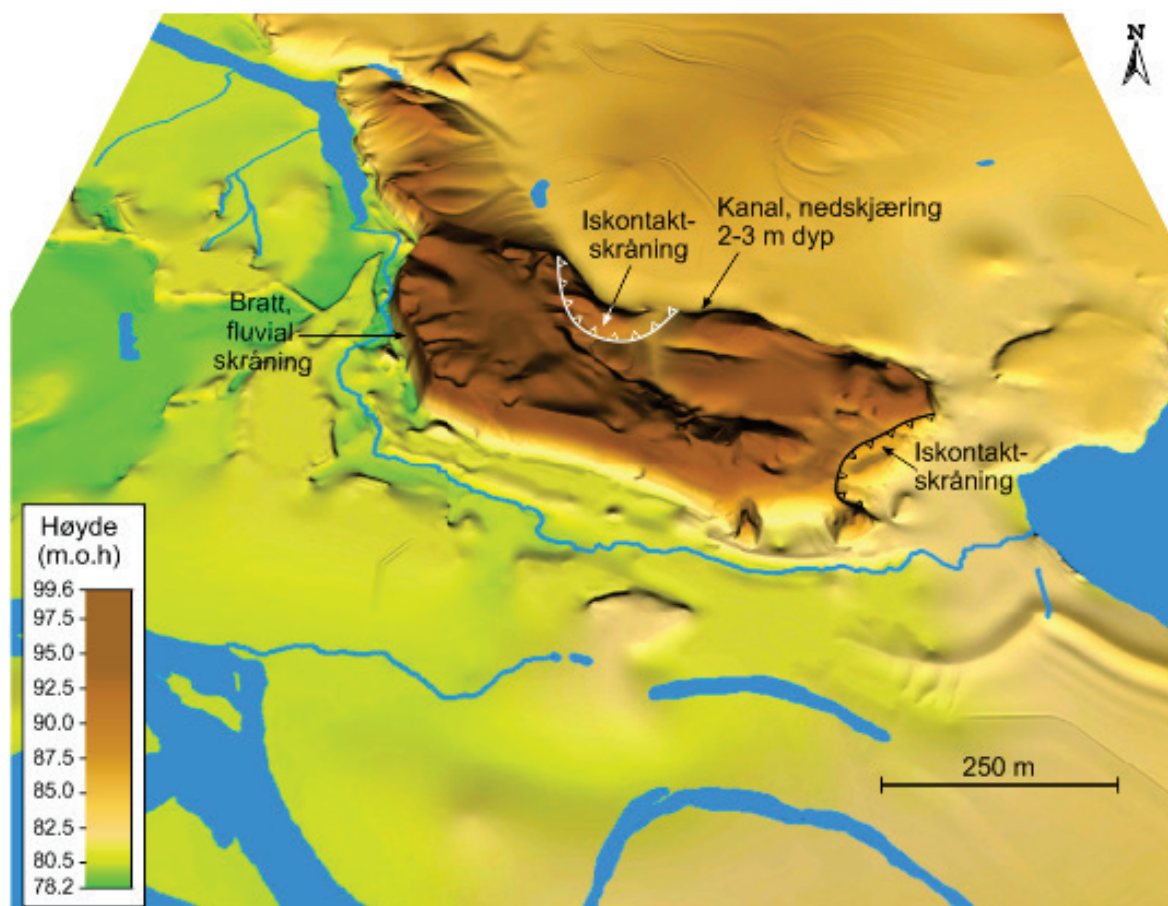 N
Iskontakt-
skråning
Kanal, nedskjæring
2-3 m dyp
Bratt,
fluvial
skråning
Iskontakt-
skråning
Høyde
(m.o.h)
99.6
97.5
95.0
92.5
90.0
87.5
85.0
82.5
80.5
78.2
250 m